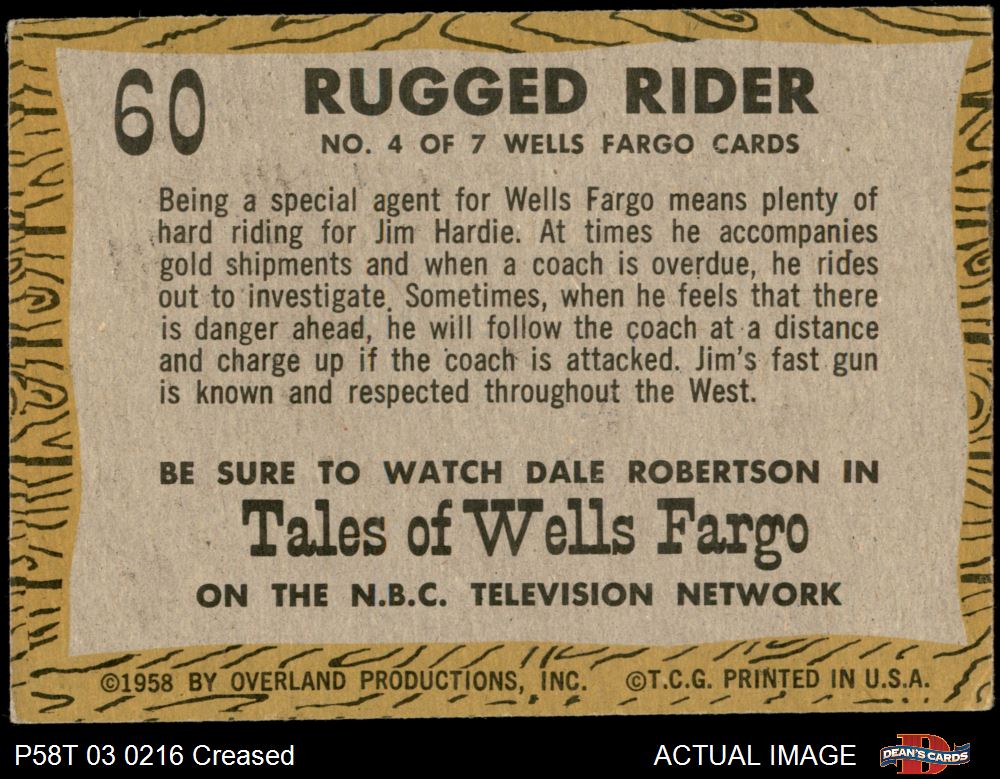 60
RUGGED RIDER
NO. 4 OF 7 WELLS FARGO CARDS
Being a special agent for Wells Fargo means plenty of
hard riding for Jim Hardie. At times he accompanies
gold shipments and when a coach is overdue, he rides
out to investigate. Sometimes, when he feels that there
is danger ahead, he will follow the coach at a distance
and charge up if the coach is attacked. Jim's fast gun
is known and respected throughout the West.
BE SURE TO WATCH DALE ROBERTSON IN
Tales of Wells Fargo
ON THE N.B.C. TELEVISION NETWORK
©1958 BY OVERLAND PRODUCTIONS, INC. ©T.C.G. PRINTED IN U.S.A.
P58T 03 0216 Creased ACTUAL IMAGE DEAN'S CARDS